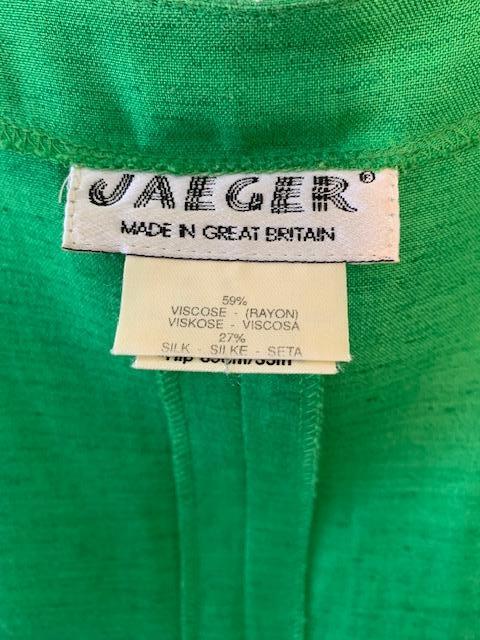 JAEGER®
MADE IN GREAT BRITAIN
59%
VISCOSE - (RAYON)
VISKOSE - VISCOSA
27%
SILK - SILKE - SETA